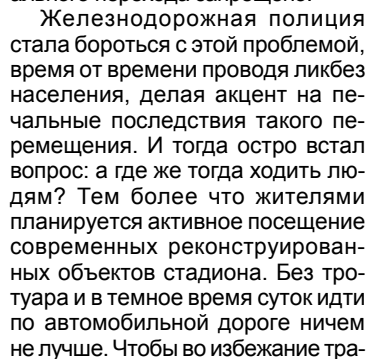 ального перехода запрещено.
Железнодорожная полиция
стала бороться с этой проблемой,
время от времени проводя ликбез
населения, делая акцент на пе-
чальные последствия такого пе-
ремещения. И тогда остро встал
вопрос: а где же тогда ходить лю-
дям? Тем более что жителями
планируется активное посещение
современных реконструирован-
ных объектов стадиона. Без тро-
туара и в темное время суток идти
по автомобильной дороге ничем
не лучше. Чтобы во избежание тра-